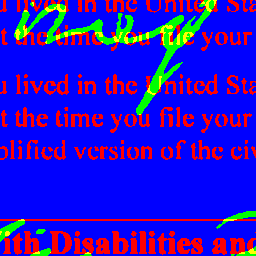 u lived in the United Sta
t the time you file your
u lived in the United Sta
t the time you file your
plified version of the civ
ith Disabilities and